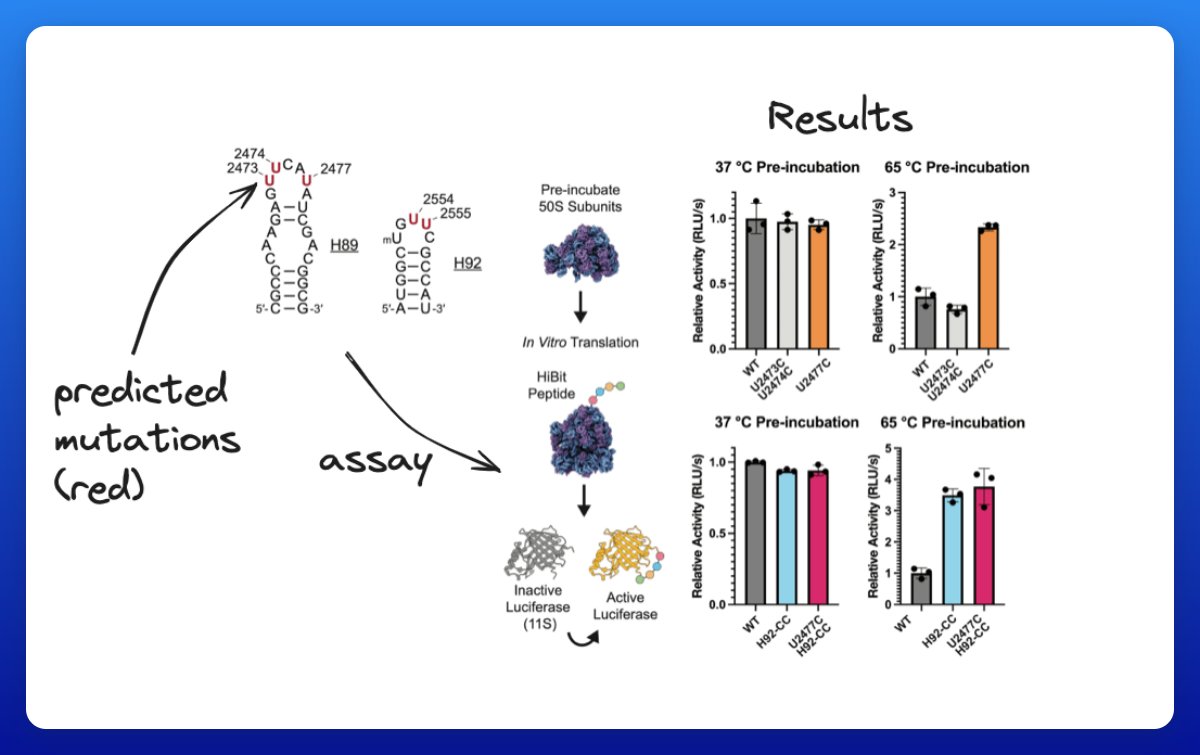 Results
2474
2473
U
U
C
A
U
2477
G
A
A
G
U
A
C
G
A
A
C
C
G
C
C
A
C
G
G
C
G
5'-
-3'
H89
2554
2555
G
U
U
mU
C
C
G
G
C
G
C
U
A
5'-A
U-3'
H92
predicted
mutations
(red)
assay
Pre-incubate
50S Subunits
In Vitro Translation
HiBit
Peptide
Inactive
Luciferase
(11S)
Active
Luciferase
37 °C Pre-incubation
Relative Activity (RLU/s)
1.0
0.5
0.0
WT
U2473C
U2474C
U2477C
65 °C Pre-incubation
Relative Activity (RLU/s)
3
2
1
0
WT
U2473C
U2474C
U2477C
37 °C Pre-incubation
Relative Activity (RLU/s)
1.0
0.5
0.0
WT
H92-CC
U2477C
H92-CC
65 °C Pre-incubation
Relative Activity (RLU/s)
5
4
3
2
1
0
WT
H92-CC
U2477C
H92-CC